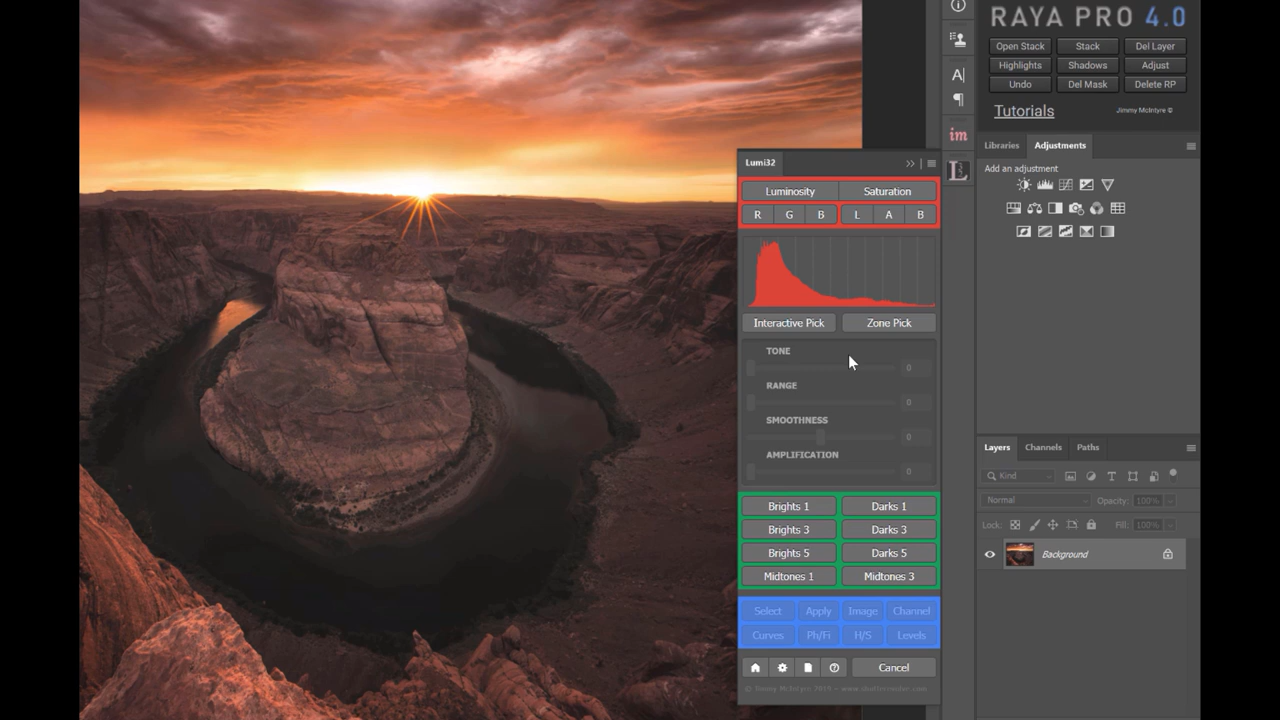 RAYA PRO 4.0
Open Stack Stack Del Layer
Highlights Shadows Adjust
Undo Del Mask Delete RP
Tutorials Jimmy McIntyre ©
Libraries Adjustments
Add an adjustment
Lumi32
Luminosity Saturation
R G B L A B
Interactive Pick Zone Pick
TONE
0
RANGE
0
SMOOTHNESS
0
AMPLIFICATION
0
Brights 1 Darks 1
Brights 3 Darks 3
Brights 5 Darks 5
Midtones 1 Midtones 3
Select Apply Image Channel
Curves Ph/Fi H/S Levels
Cancel
Layers Channels Paths
Kind
Normal Opacity: 100%
Lock: Fill: 100%
Background